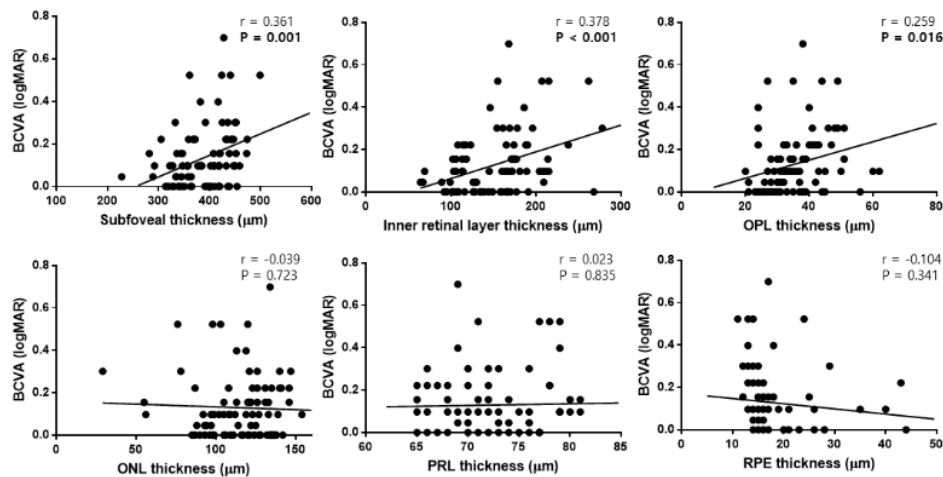 r = 0.361
P = 0.001
BCVA (logMAR)
0.8
0.6
0.4
0.2
0.0
100 200 300 400 500 600
Subfoveal thickness (μm)
r = 0.378
P < 0.001
BCVA (logMAR)
0.8
0.6
0.4
0.2
0.0
0 100 200 300
Inner retinal layer thickness (μm)
r = 0.259
P = 0.016
BCVA (logMAR)
0.8
0.6
0.4
0.2
0.0
0 20 40 60 80
OPL thickness (μm)
r = -0.039
P = 0.723
BCVA (logMAR)
0.8
0.6
0.4
0.2
0.0
0 50 100 150
ONL thickness (μm)
r = 0.023
P = 0.835
BCVA (logMAR)
0.8
0.6
0.4
0.2
0.0
60 65 70 75 80 85
PRL thickness (μm)
r = -0.104
P = 0.341
BCVA (logMAR)
0.8
0.6
0.4
0.2
0.0
0 10 20 30 40 50
RPE thickness (μm)